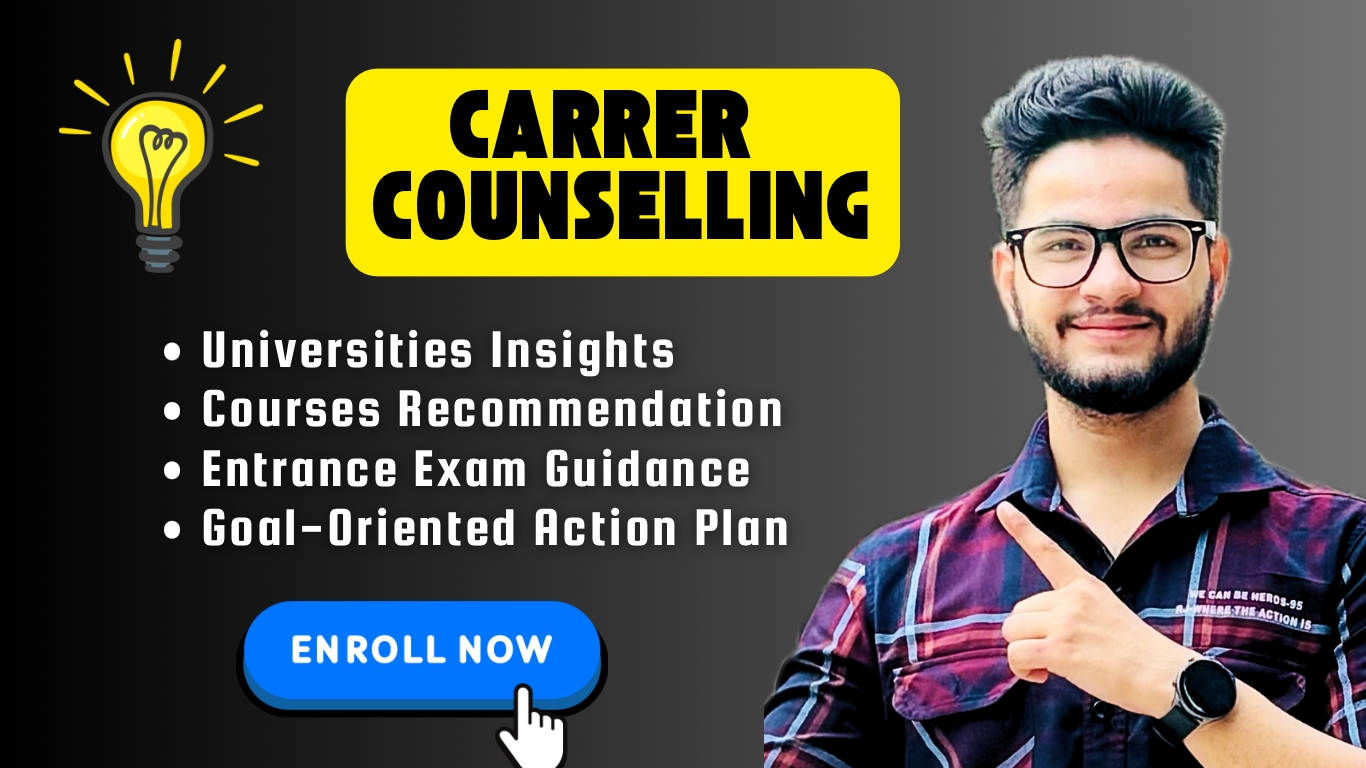 CARRER
COUNSELLING
Universities Insights
Courses Recommendation
Entrance Exam Guidance
Goal-Oriented Action Plan
ENROLL NOW
WE CAN BE HEROS-95
WHERE THE ACTION IS